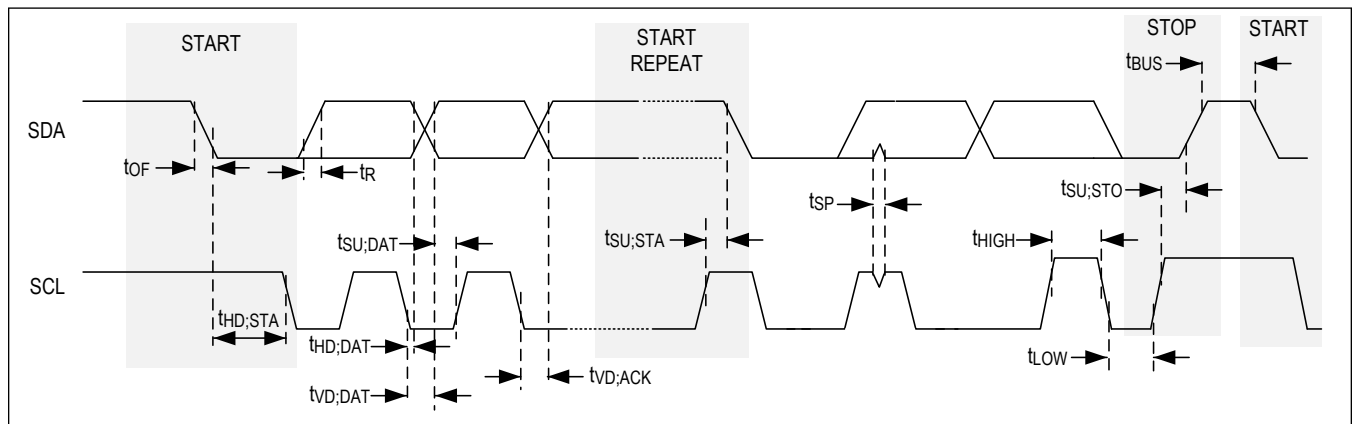 START
START
REPEAT
STOP
START
tBUS
SDA
tOF
tR
tSU;STO
tSP
tSU;DAT
tSU;STA
tHIGH
SCL
tHD;STA
tHD;DAT
tLOW
tVD;DAT
tVD;ACK